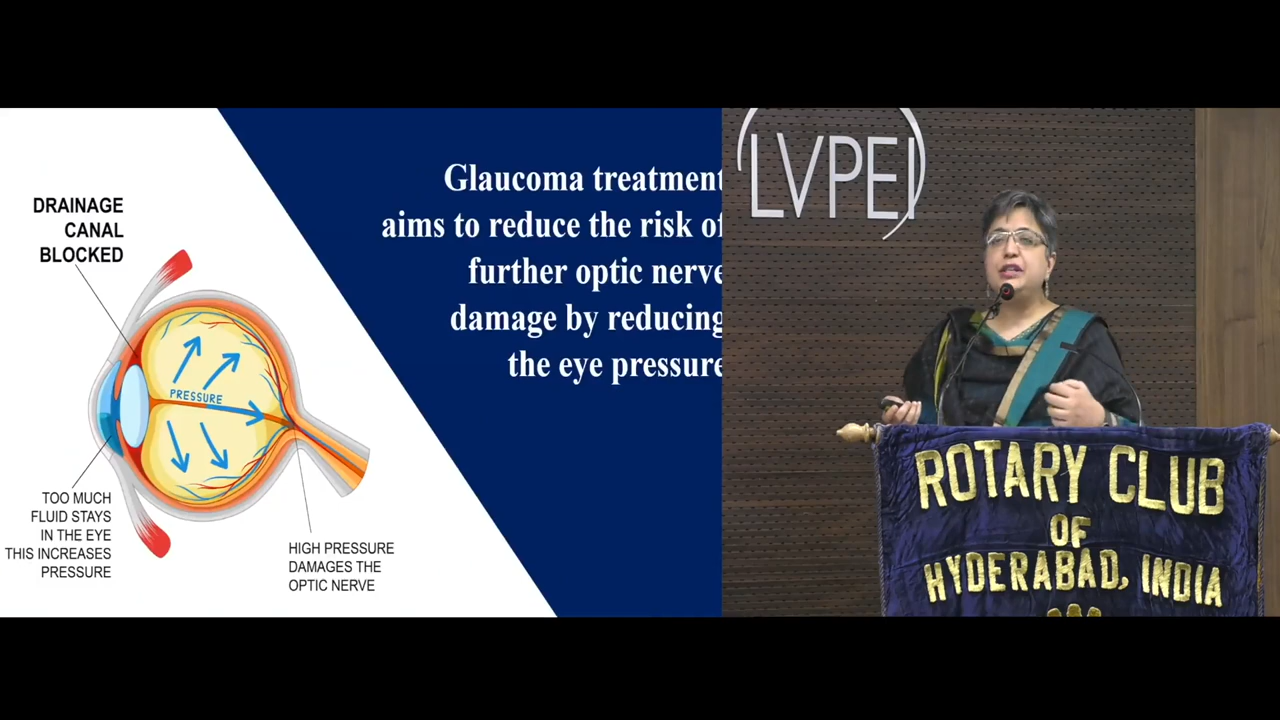 DRAINAGE
CANAL
BLOCKED
PRESSURE
TOO MUCH
FLUID STAYS
IN THE EYE
THIS INCREASES
PRESSURE
HIGH PRESSURE
DAMAGES THE
OPTIC NERVE
Glaucoma treatment
aims to reduce the risk of
further optic nerve
damage by reducing
the eye pressure
LVPEI
ROTARY CLUB
OF
HYDERABAD, INDIA